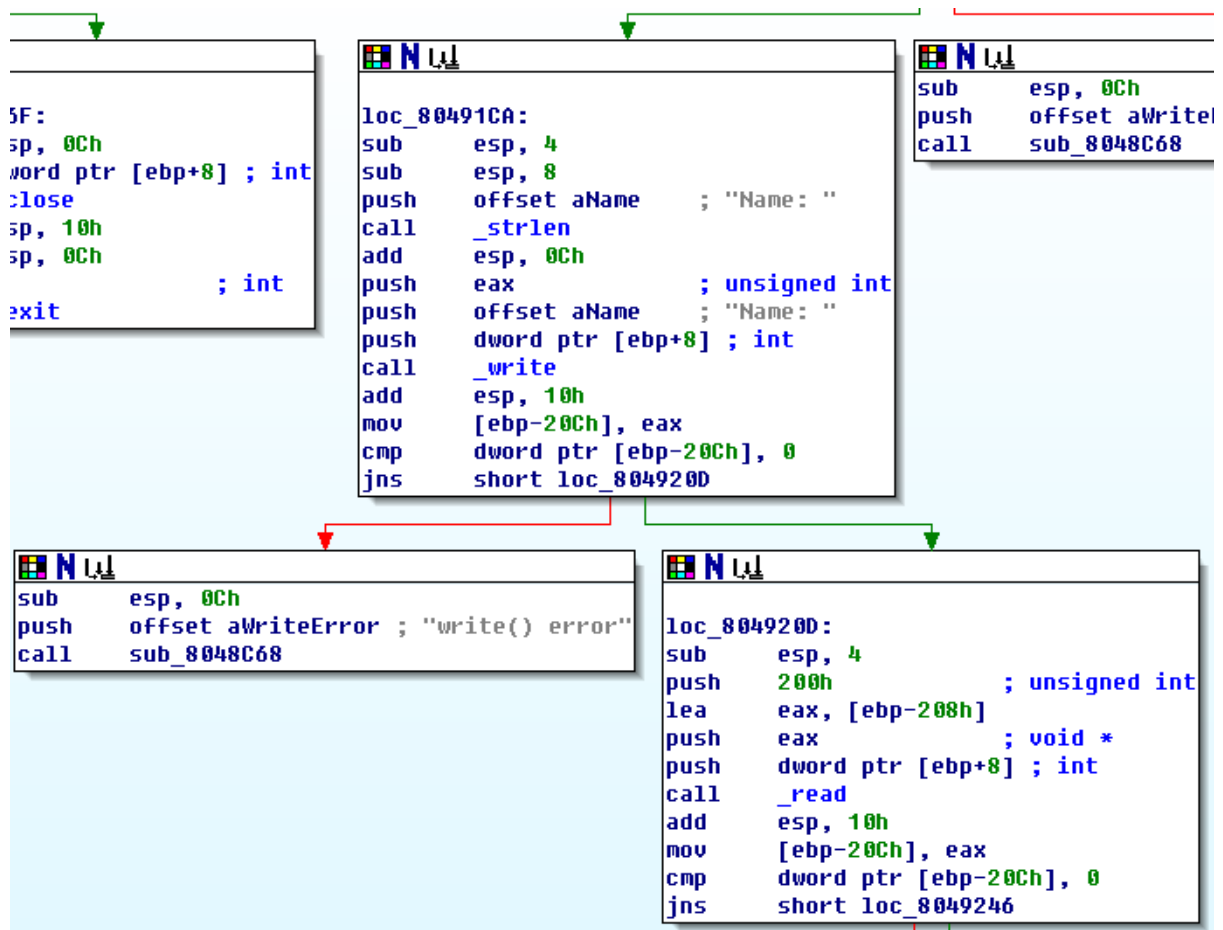 6F:
sp, 0Ch
word ptr [ebp+8] ; int
close
sp, 10h
sp, 0Ch
; int
exit
loc_80491CA:
sub esp, 4
sub esp, 8
push offset aName ; "Name: "
call _strlen
add esp, 0Ch
push eax ; unsigned int
push offset aName ; "Name: "
push dword ptr [ebp+8] ; int
call _write
add esp, 10h
mov [ebp-20Ch], eax
cmp dword ptr [ebp-20Ch], 0
jns short loc_804920D
sub esp, 0Ch
push offset aWrite
call sub_8048C68
sub esp, 0Ch
push offset aWriteError ; "write() error"
call sub_8048C68
loc_804920D:
sub esp, 4
push 200h ; unsigned int
lea eax, [ebp-208h]
push eax ; void *
push dword ptr [ebp+8] ; int
call _read
add esp, 10h
mov [ebp-20Ch], eax
cmp dword ptr [ebp-20Ch], 0
jns short loc_8049246